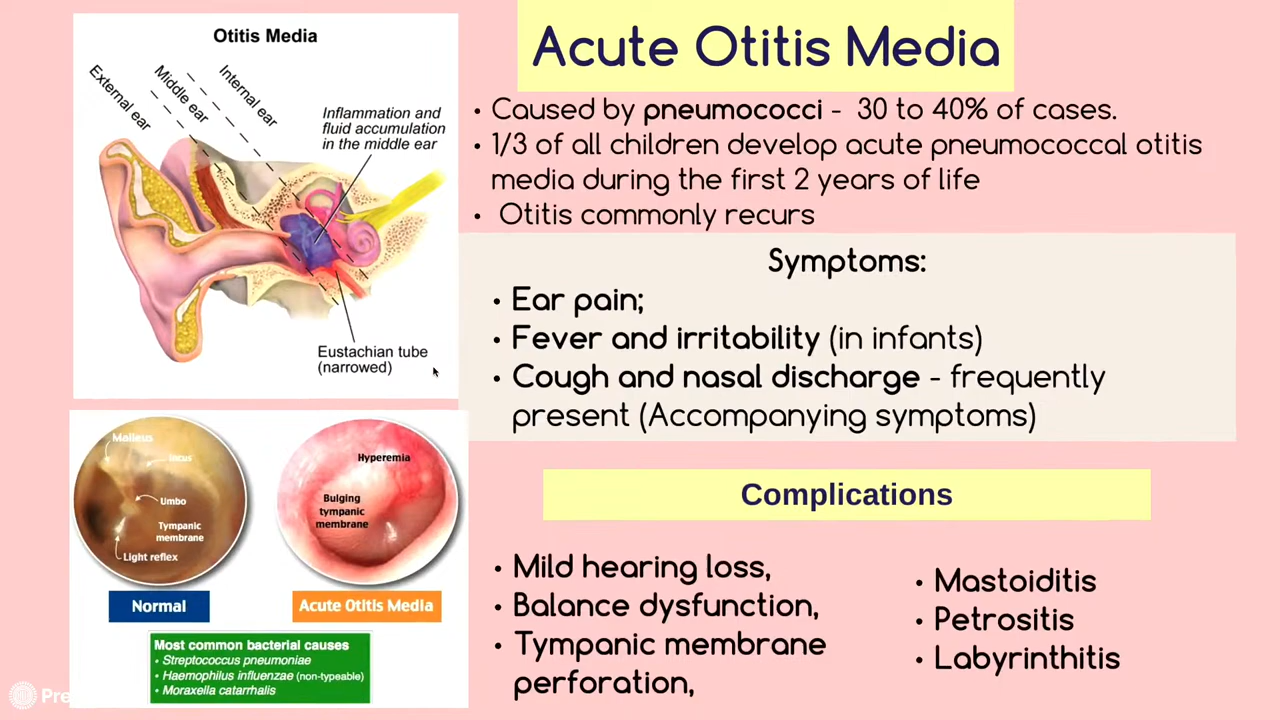 Acute Otitis Media
Otitis Media
External ear
Middle ear
Internal ear
Inflammation and
fluid accumulation
in the middle ear
Eustachian tube
(narrowed)
• Caused by pneumococci - 30 to 40% of cases.
• 1/3 of all children develop acute pneumococcal otitis
media during the first 2 years of life
• Otitis commonly recurs
Symptoms:
• Ear pain;
• Fever and irritability (in infants)
• Cough and nasal discharge - frequently
present (Accompanying symptoms)
Malleus
Incus
Umbo
Tympanic
membrane
Light reflex
Normal
Hyperemia
Bulging
tympanic
membrane
Acute Otitis Media
Most common bacterial causes
• Streptococcus pneumoniae
• Haemophilus influenzae (non-typeable)
• Moraxella catarrhalis
Complications
• Mild hearing loss,
• Balance dysfunction,
• Tympanic membrane
perforation,
• Mastoiditis
• Petrositis
• Labyrinthitis